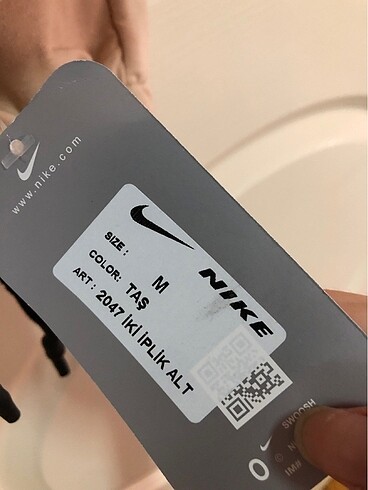 www.nike.com
NIKE
SIZE : M
COLOR: TAŞ
ART : 2047 İKİ İPLİK ALT
SWOOSH